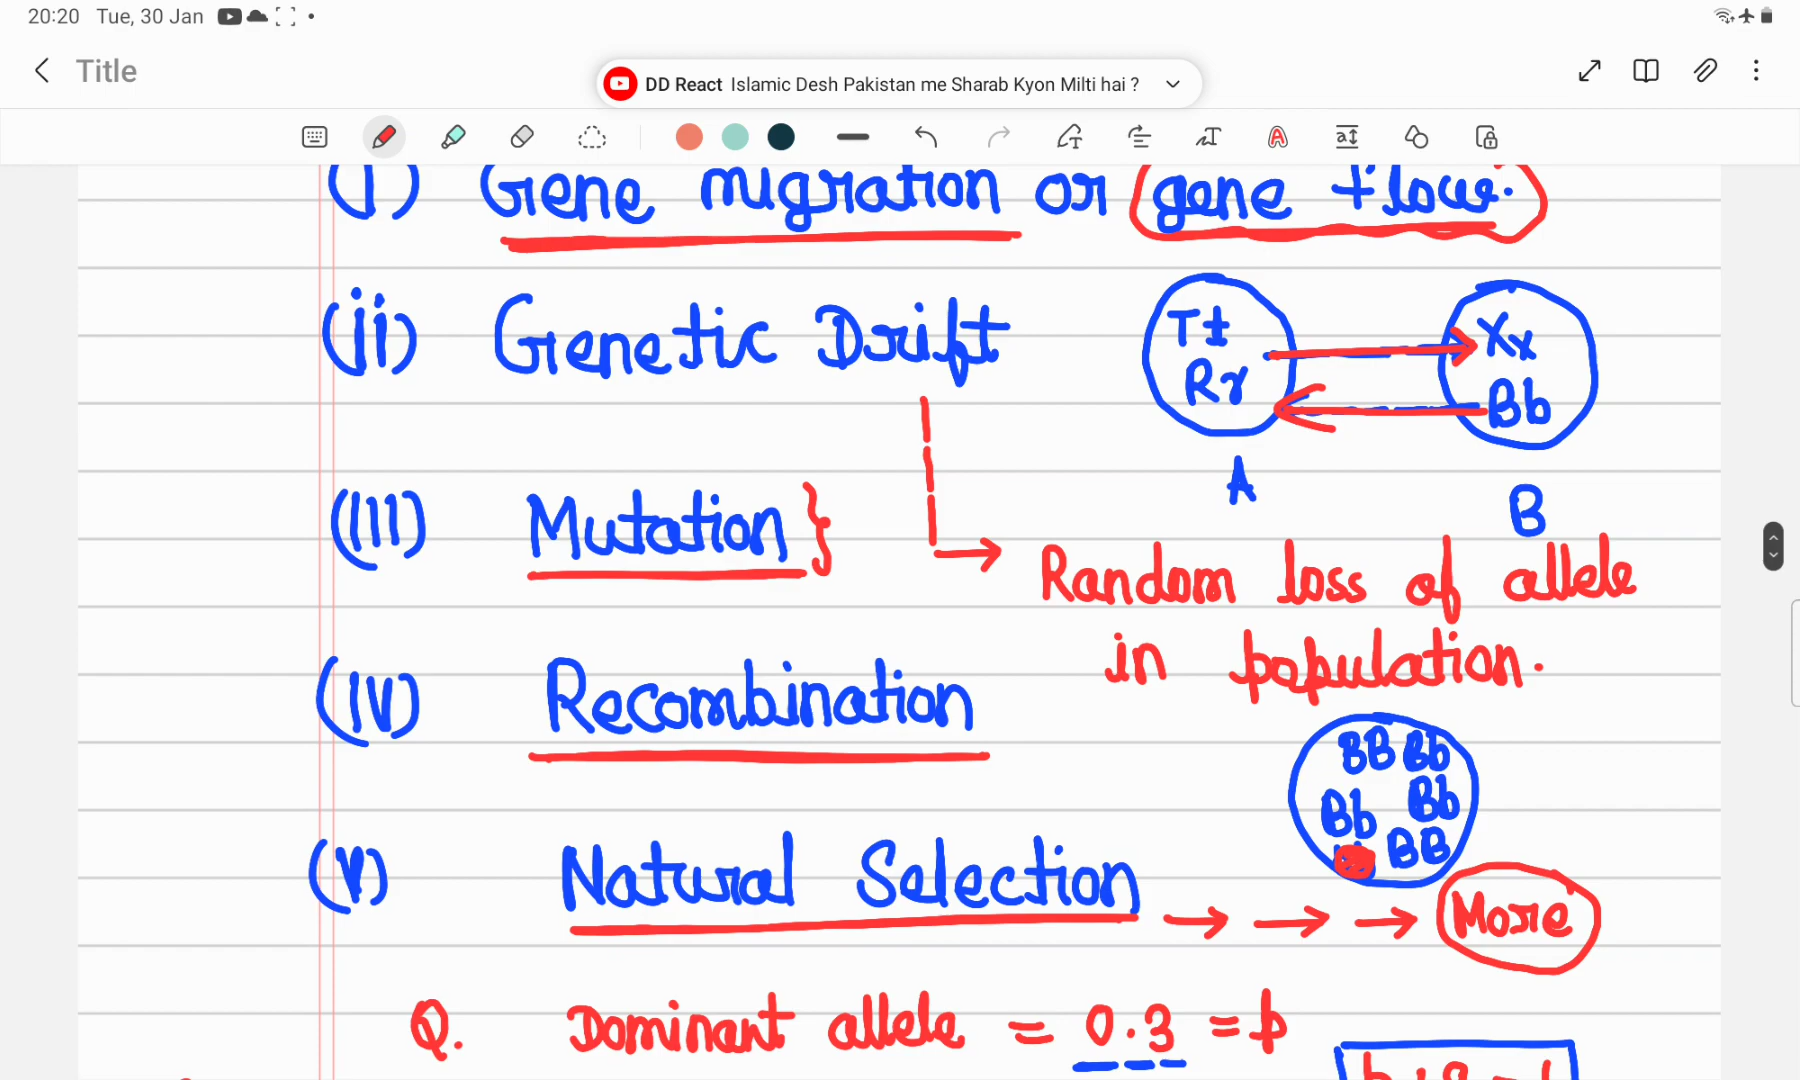 20:20 Tue, 30 Jan
Title
DD React Islamic Desh Pakistan me Sharab Kyon Milti hai ?
(I) Gene migration or gene flow.
(ii) Genetic Drift
Tt
Rr
Xx
Bb
A
B
(III) Mutation }
Random loss of allele
in population.
(IV) Recombination
BB Bb
Bb Bb
BB
(V) Natural Selection
More
Q. Dominant allele = 0.3 = p